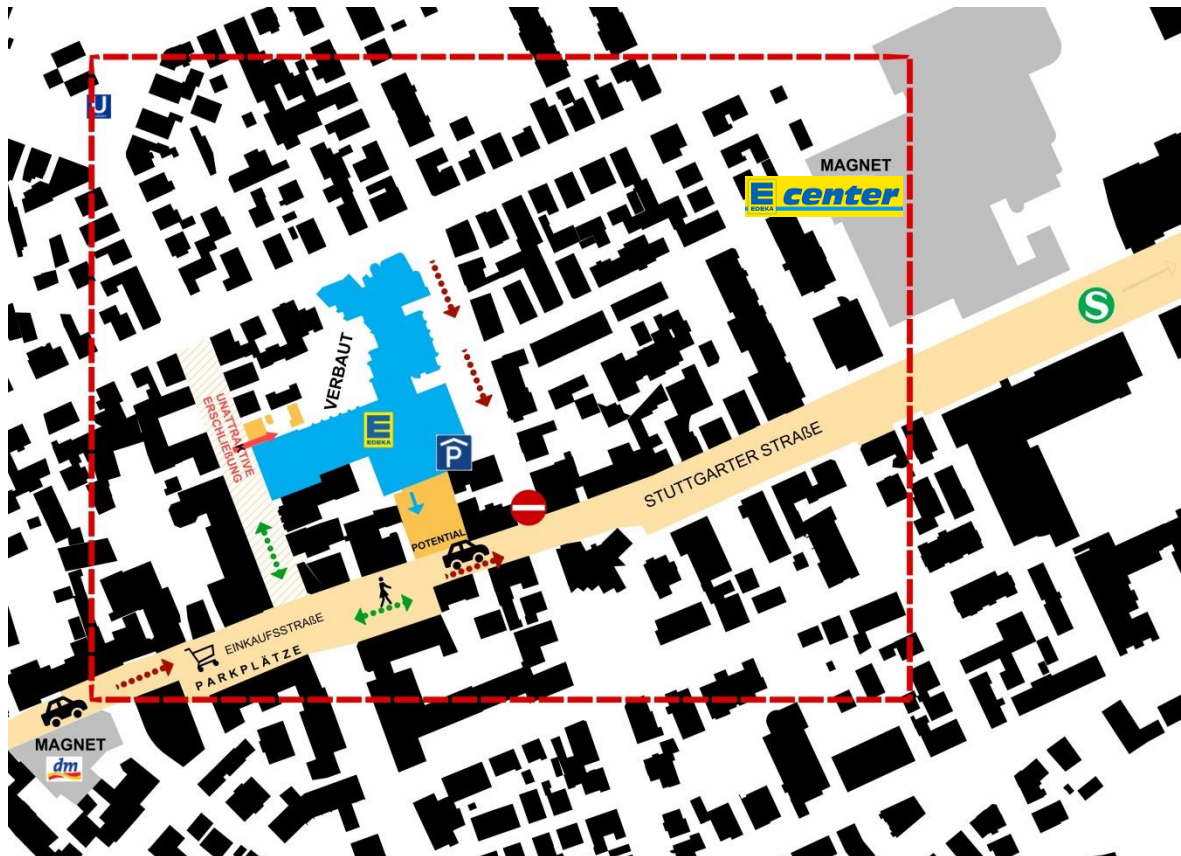 U
MAGNET
E center
EDEKA
S
VERBAUT
UNATTRAKTIVE
ERSCHLIEßUNG
E
EDEKA
P
STUTTGARTER STRAßE
POTENTIAL
EINKAUFSSTRAßE
PARKPLÄTZE
MAGNET
dm